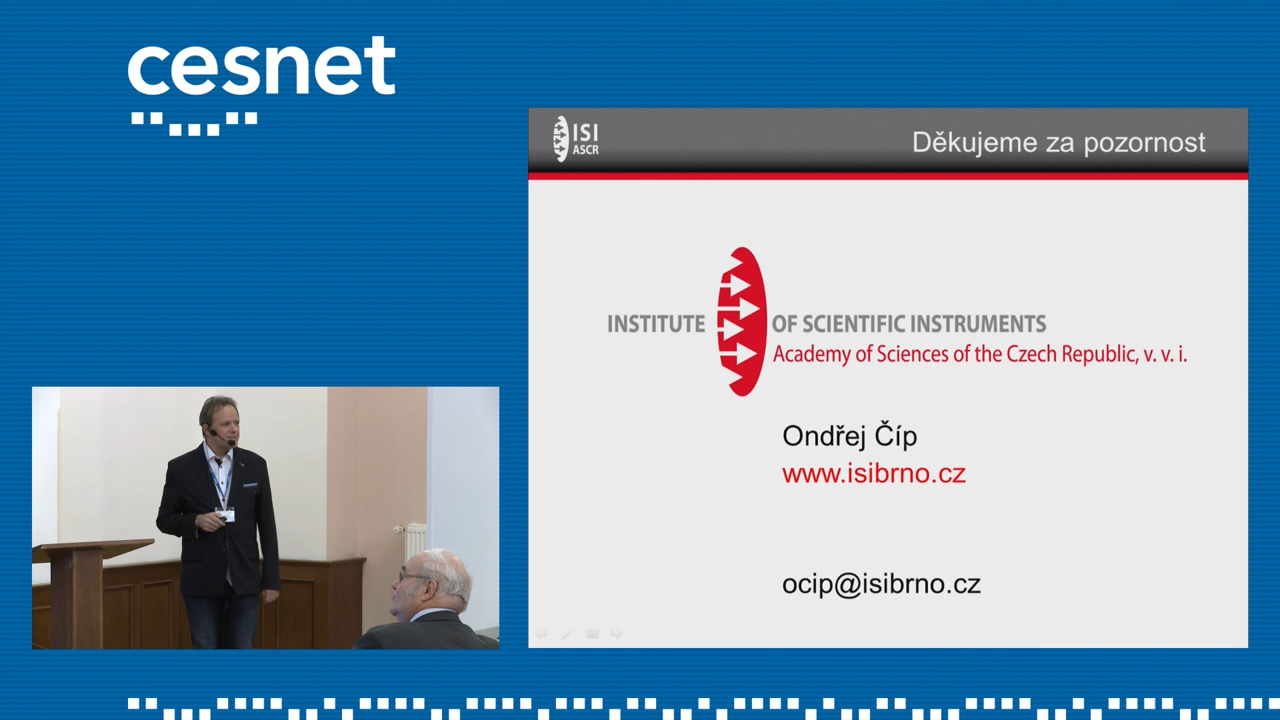 cesnet
ISI
ASCR
Děkujeme za pozornost
INSTITUTE OF SCIENTIFIC INSTRUMENTS
Academy of Sciences of the Czech Republic, v. v. i.
Ondřej Číp
www.isibrno.cz
ocip@isibrno.cz